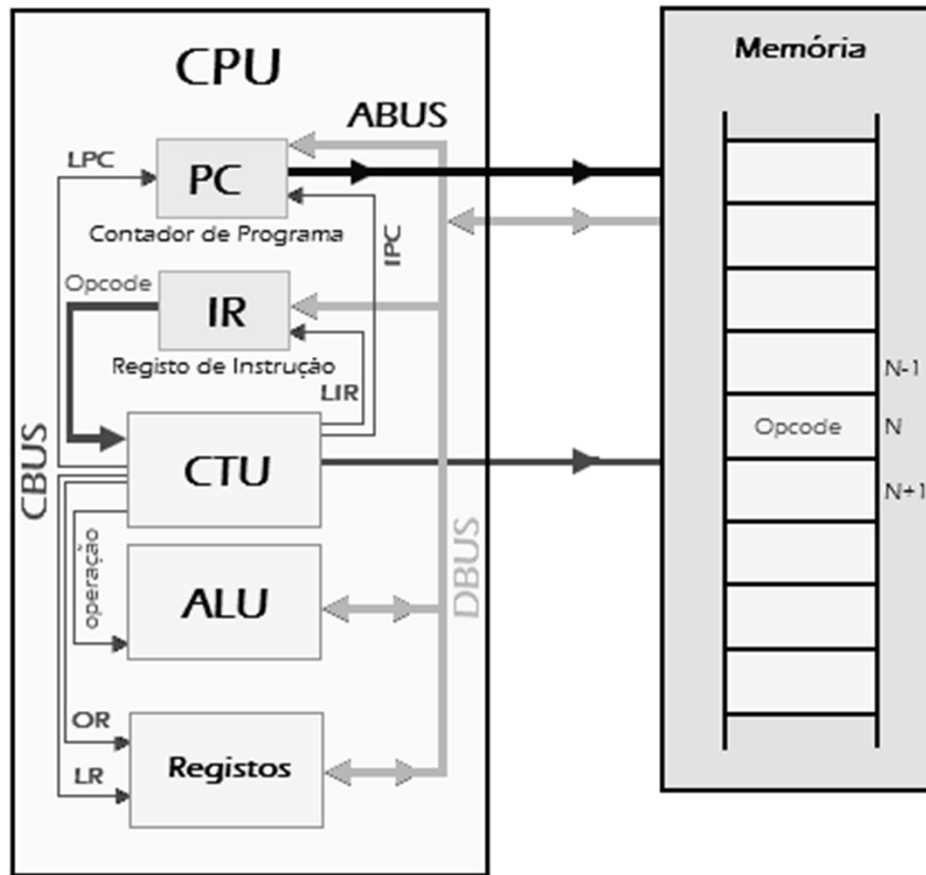 CPU
Memória
ABUS
LPC
PC
Contador de Programa
IPC
Opcode
IR
Registo de Instrução
LIR
CBUS
CTU
operação
ALU
DBUS
OR
LR
Registos
N-1
Opcode
N
N+1